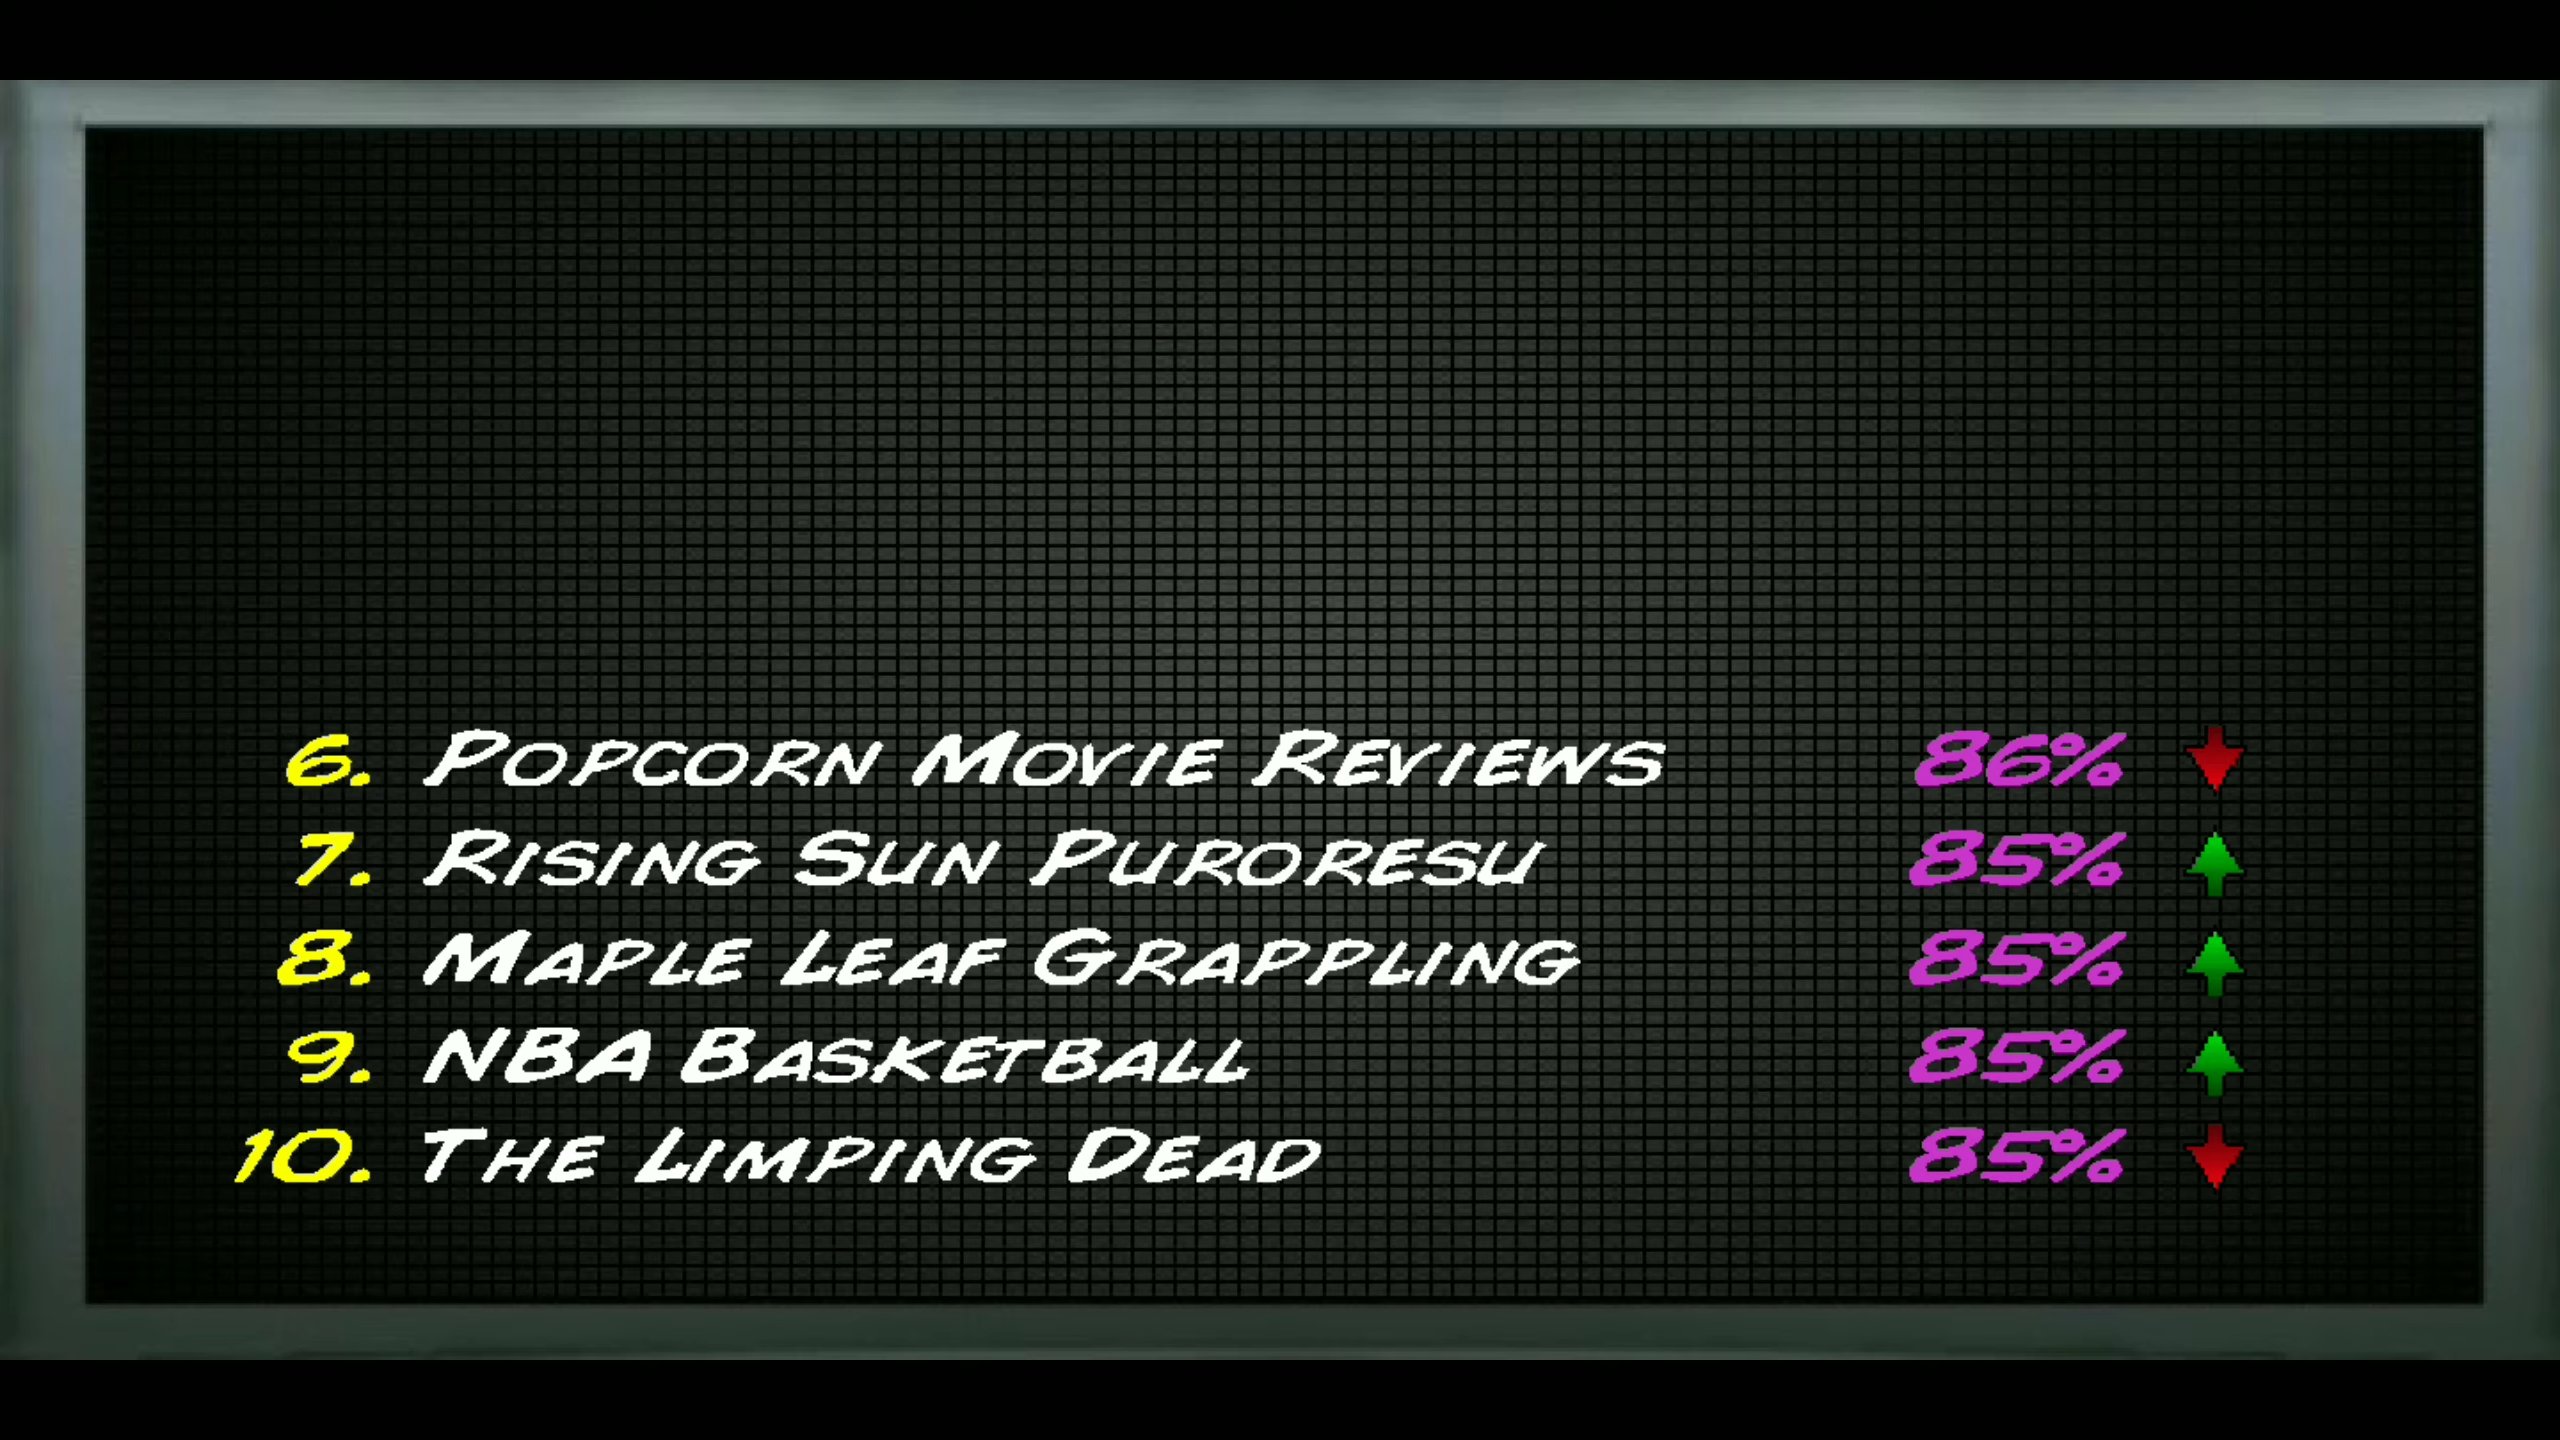 6. Popcorn Movie Reviews 86%
7. Rising Sun Puroresu 85%
8. Maple Leaf Grappling 85%
9. NBA Basketball 85%
10. The Limping Dead 85%